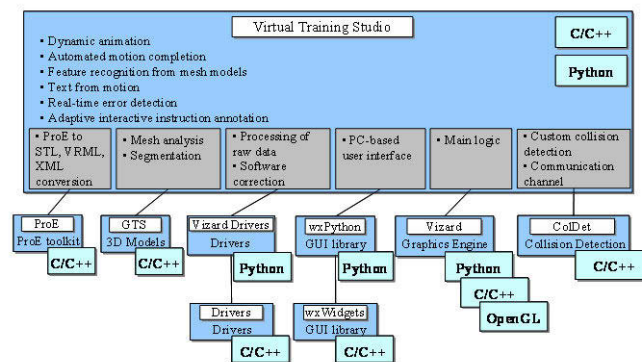 Virtual Training Studio
C/C++
Python
• Dynamic animation
• Automated motion completion
• Feature recognition from mesh models
• Text from motion
• Real-time error detection
• Adaptive interactive instruction annotation
• ProE to
STL, VRML,
XML
conversion
• Mesh analysis
• Segmentation
• Processing of
raw data
• Software
correction
• PC-based
user interface
• Main logic
• Custom collision
detection
• Communication
channel
ProE
ProE toolkit
C/C++
GTS
3D Models
C/C++
Vizard Drivers
Drivers
Python
wxPython
GUI library
Python
Vizard
Graphics Engine
Python
C/C++
OpenGL
ColDet
Collision Detection
C/C++
Drivers
Drivers
C/C++
wxWidgets
GUI library
C/C++